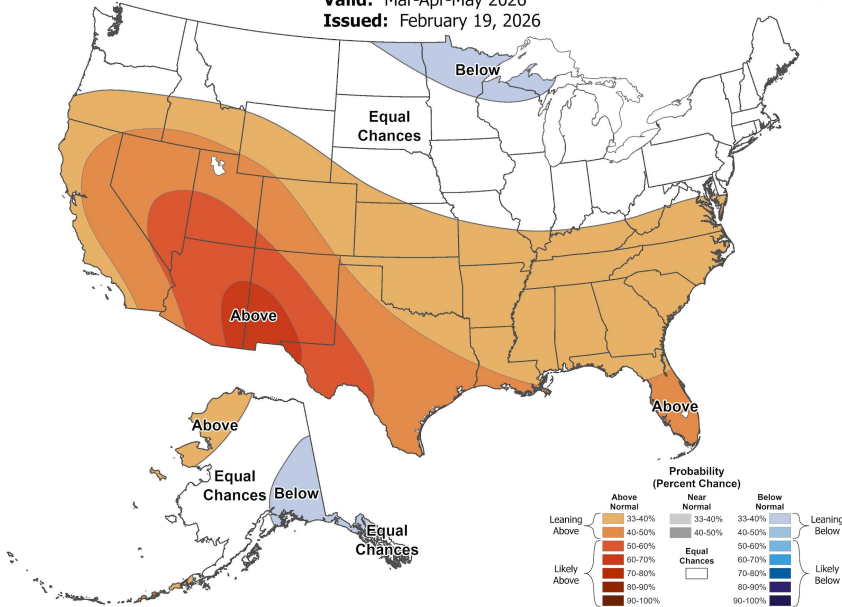 Valid: Mar-Apr-May 2026
Issued: February 19, 2026
Below
Equal
Chances
Above
Above
Above
Equal
Chances
Below
Equal
Chances
Probability
(Percent Chance)
Above
Normal
Near
Normal
Below
Normal
Leaning
Above
33-40%
40-50%
33-40%
40-50%
33-40%
40-50%
Leaning
Below
Likely
Above
50-60%
60-70%
70-80%
80-90%
90-100%
Equal
Chances
50-60%
60-70%
70-80%
80-90%
90-100%
Likely
Below